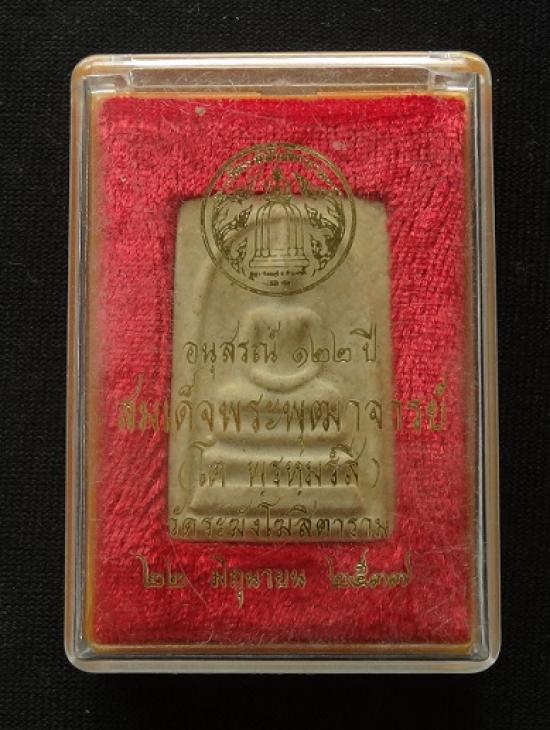 อนุสรณ์ ๑๒๒ ปี
สมเด็จพระพุฒาจารย์
(โต พรหฺมรํสี)
วัดระฆังโฆสิตาราม
๒๒ มิถุนายน ๒๕๓๗